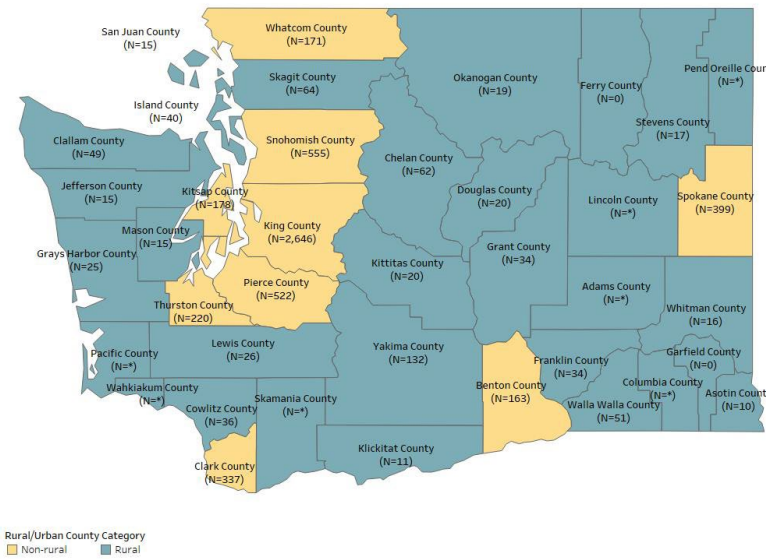 San Juan County
(N=15)
Whatcom County
(N=171)
Skagit County
(N=64)
Okanogan County
(N=19)
Ferry County
(N=0)
Pend Oreille Cour
(N=*)
Stevens County
(N=17)
Island County
(N=40)
Clallam County
(N=49)
Snohomish County
(N=555)
Chelan County
(N=62)
Jefferson County
(N=15)
Kitsap County
(N=178)
Douglas County
(N=20)
Lincoln County
(N=*)
Spokane County
(N=399)
Mason County
(N=15)
King County
(N=2,646)
Grays Harbor County
(N=25)
Grant County
(N=34)
Kittitas County
(N=20)
Pierce County
(N=522)
Adams County
(N=*)
Thurston County
(N=220)
Whitman County
(N=16)
Pacific County
(N=*)
Lewis County
(N=26)
Yakima County
(N=132)
Franklin County
(N=34)
Garfield County
(N=0)
Wahkiakum County
(N=*)
Benton County
(N=163)
Columbia County
(N=*)
Asotin Count
(N=10)
Cowlitz County
(N=36)
Skamania County
(N=*)
Walla Walla County
(N=51)
Klickitat County
(N=11)
Clark County
(N=337)
Rural/Urban County Category
Non-rural
Rural